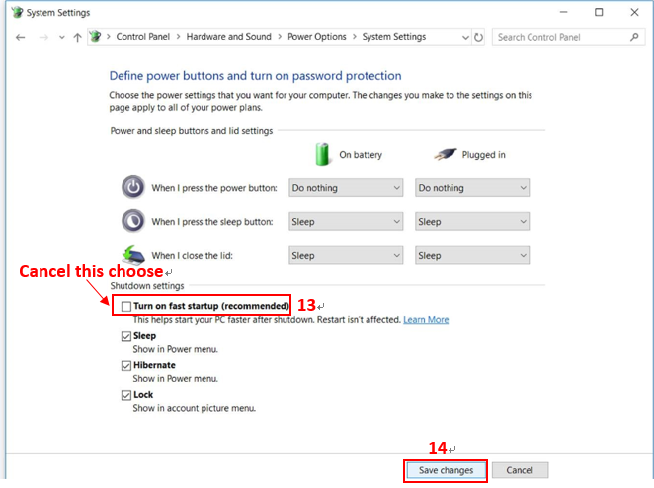 System Settings
Control Panel > Hardware and Sound > Power Options > System Settings
Search Control Panel
Define power buttons and turn on password protection
Choose the power settings that you want for your computer. The changes you make to the settings on this
page apply to all of your power plans.
Power and sleep buttons and lid settings
On battery Plugged in
When I press the power button: Do nothing Do nothing
When I press the sleep button: Sleep Sleep
When I close the lid: Sleep Sleep
Cancel this choose
Shutdown settings
Turn on fast startup (recommended) 13
This helps start your PC faster after shutdown. Restart isn't affected. Learn More
Sleep
Show in Power menu.
Hibernate
Show in Power menu.
Lock
Show in account picture menu.
14
Save changes Cancel